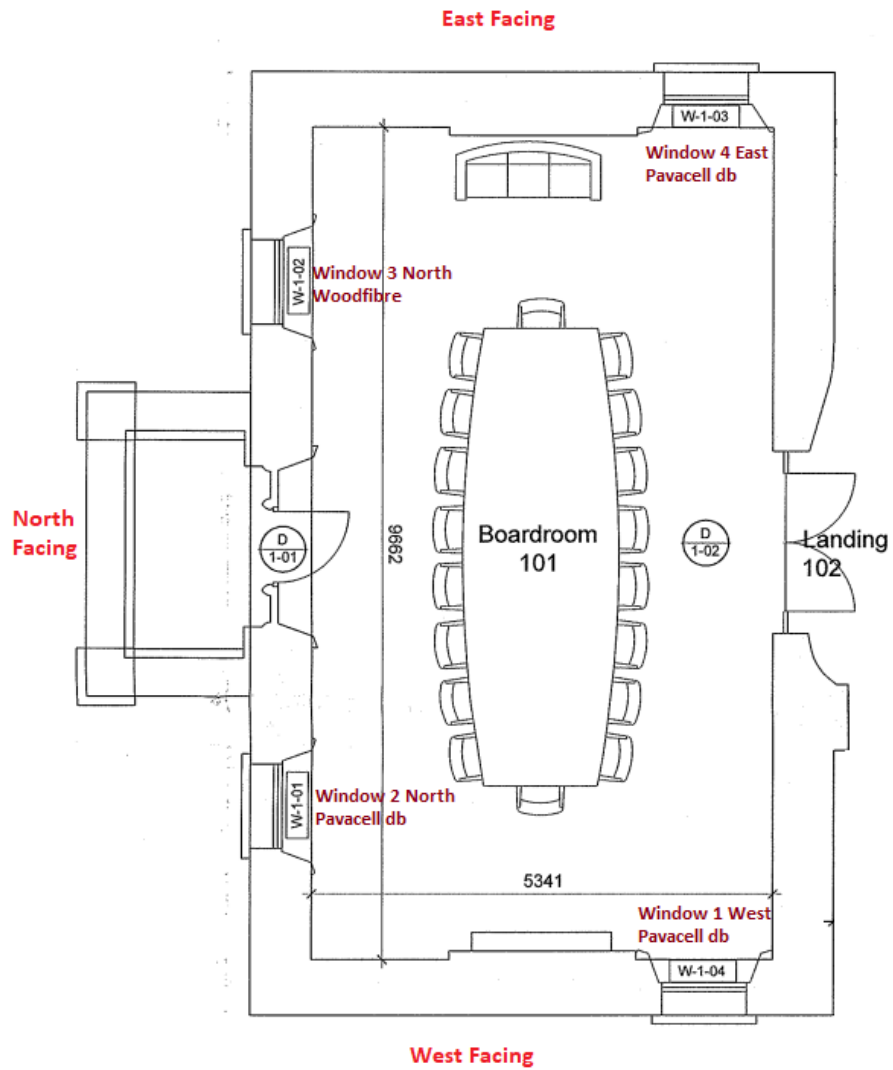 East Facing
W-1-03
Window 4 East
Pavacell db
W-1-02
Window 3 North
Woodfibre
North
Facing
D
1-01
9662
Boardroom
101
D
1-02
Landing
102
W-1-01
Window 2 North
Pavacell db
5341
Window 1 West
Pavacell db
W-1-04
West Facing